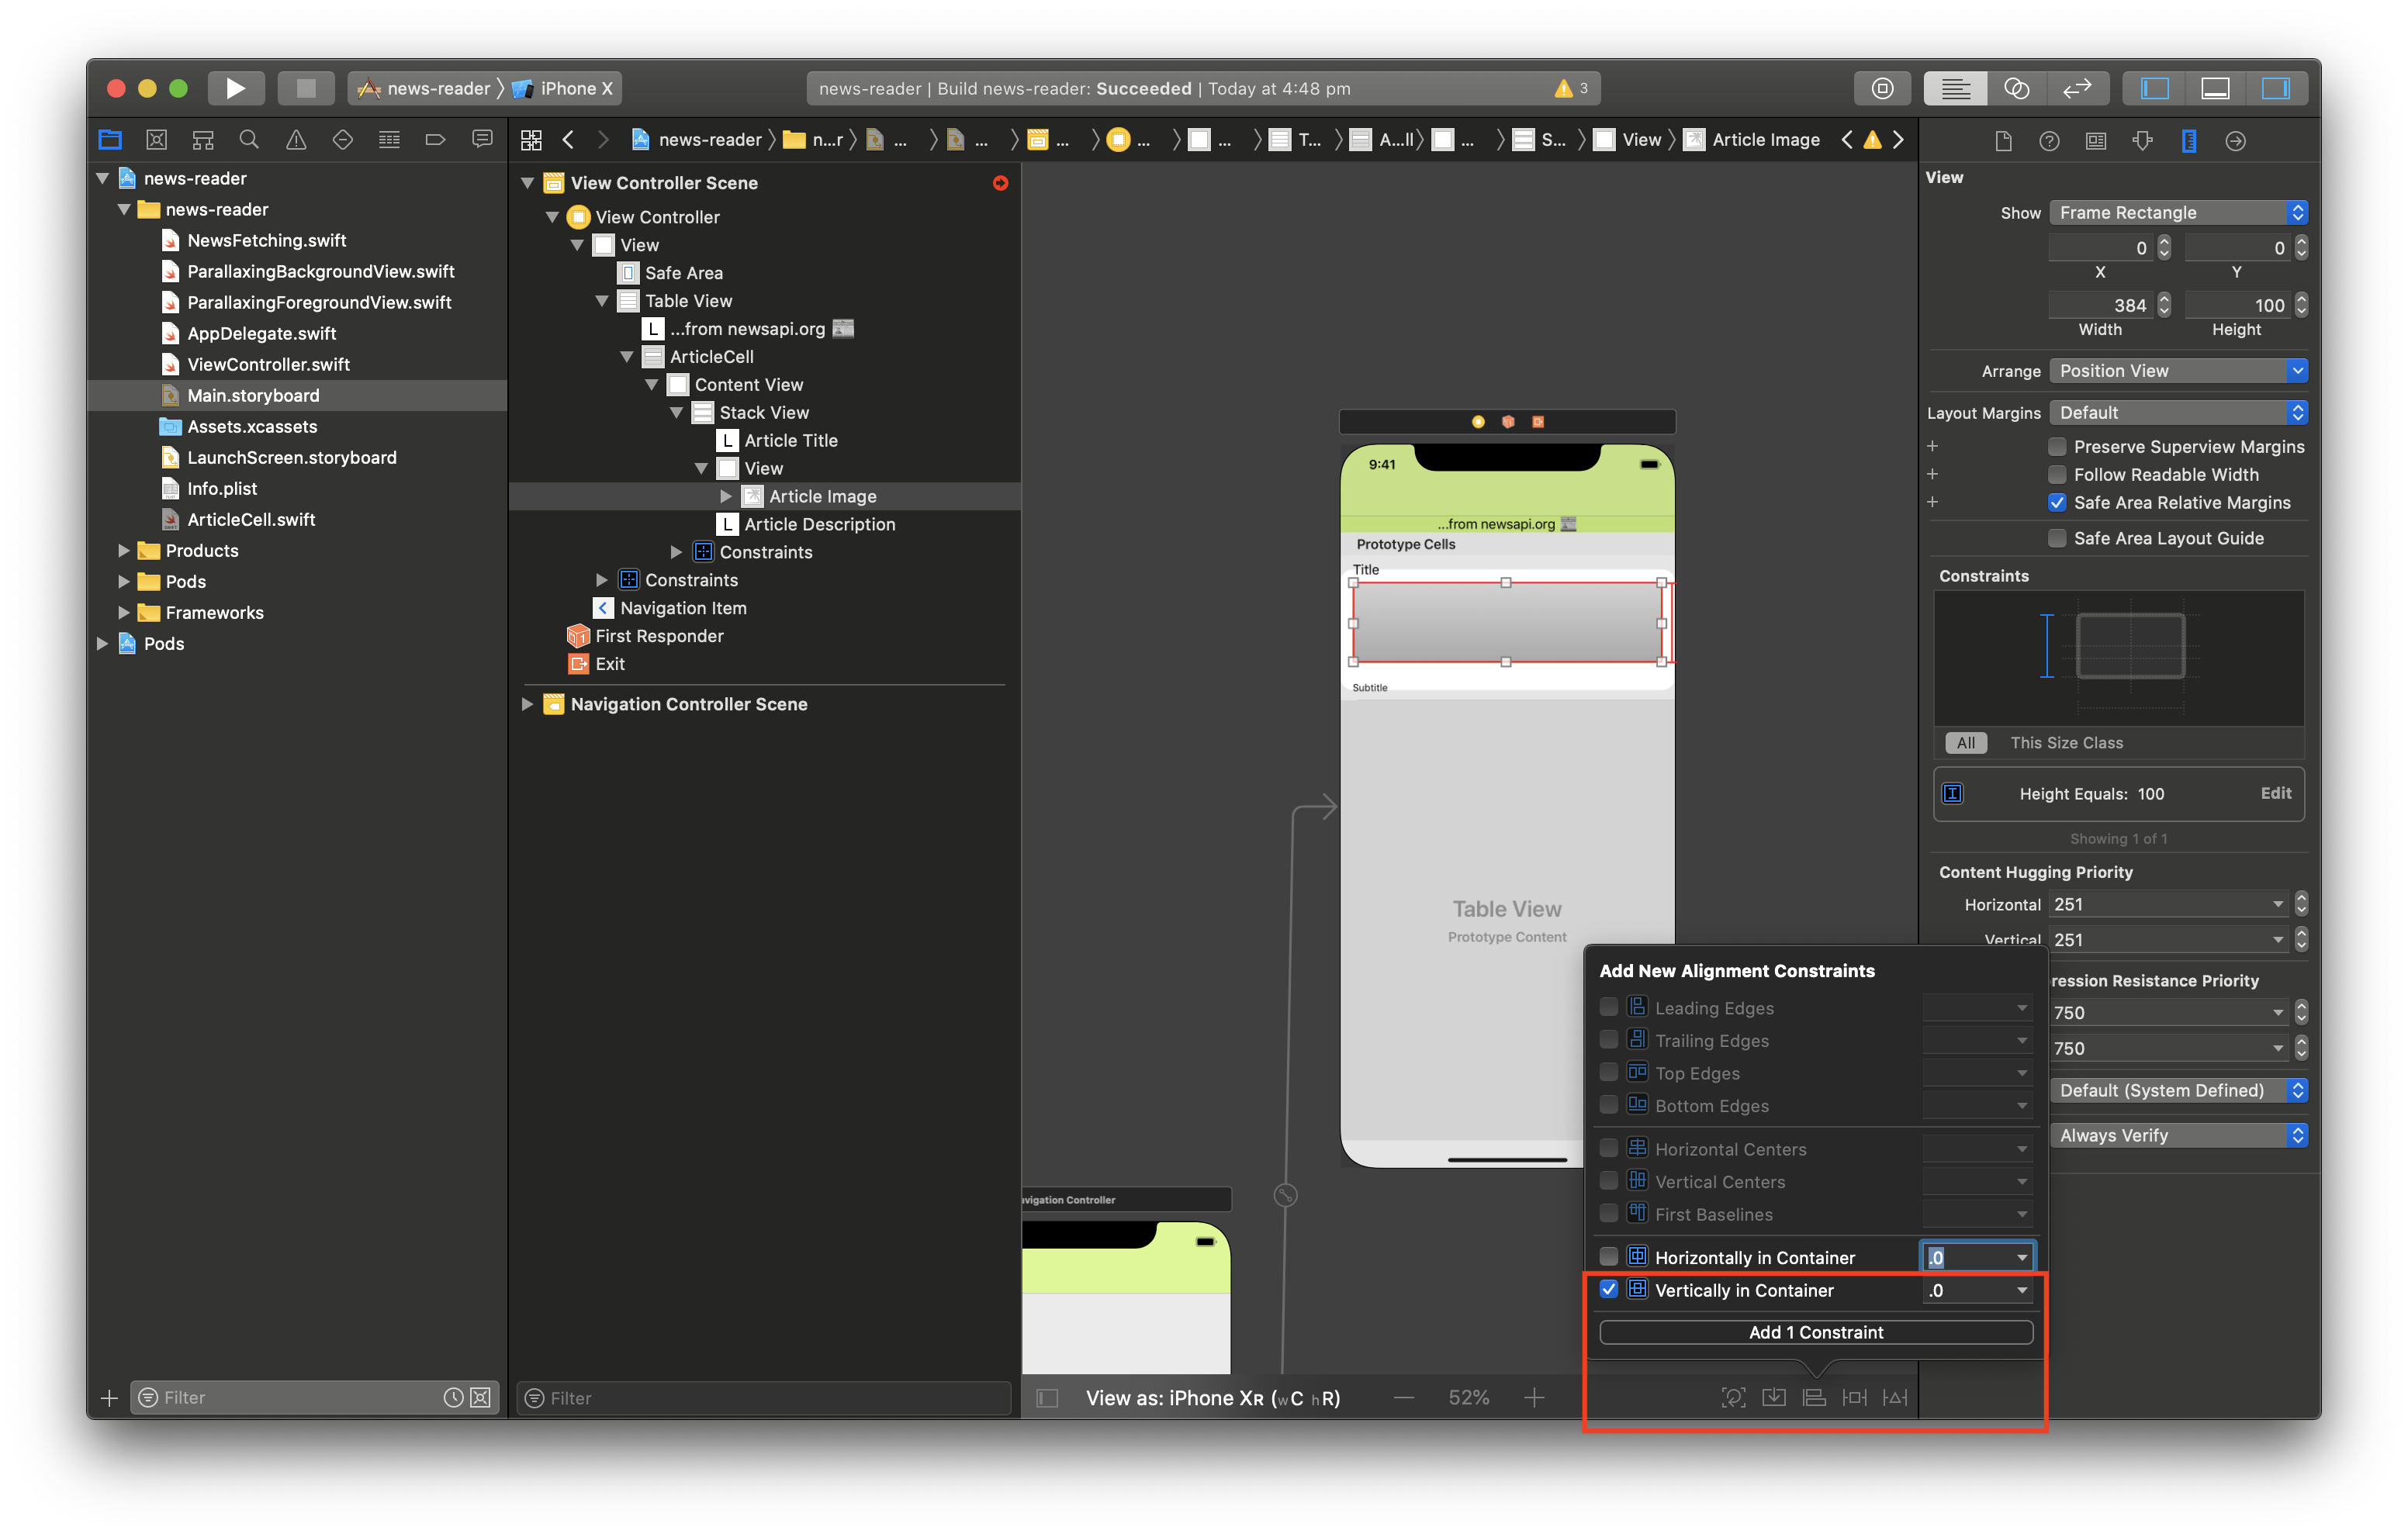 news-reader iPhone X
news-reader | Build news-reader: Succeeded | Today at 4:48 pm 3
news-reader n...r ... ... ... ... ... T... A...ll ... S... View Article Image
news-reader
news-reader
NewsFetching.swift
ParallaxingBackgroundView.swift
ParallaxingForegroundView.swift
AppDelegate.swift
ViewController.swift
Main.storyboard
Assets.xcassets
LaunchScreen.storyboard
Info.plist
ArticleCell.swift
Products
Pods
Frameworks
Pods
Filter
View Controller Scene
View Controller
View
Safe Area
Table View
L ...from newsapi.org
ArticleCell
Content View
Stack View
L Article Title
View
Article Image
L Article Description
Constraints
Constraints
Navigation Item
First Responder
Exit
Navigation Controller Scene
Filter
9:41
...from newsapi.org
Prototype Cells
Title
Subtitle
Table View
Prototype Content
avigation Controller
View as: iPhone XR (wC hR)
52%
View
Show Frame Rectangle
0 0
X Y
384 100
Width Height
Arrange Position View
Layout Margins Default
Preserve Superview Margins
Follow Readable Width
Safe Area Relative Margins
Safe Area Layout Guide
Constraints
All This Size Class
Height Equals: 100 Edit
Showing 1 of 1
Content Hugging Priority
Horizontal 251
Vertical 251
ression Resistance Priority
750
750
Default (System Defined)
Always Verify
Add New Alignment Constraints
Leading Edges
Trailing Edges
Top Edges
Bottom Edges
Horizontal Centers
Vertical Centers
First Baselines
Horizontally in Container .0
Vertically in Container .0
Add 1 Constraint